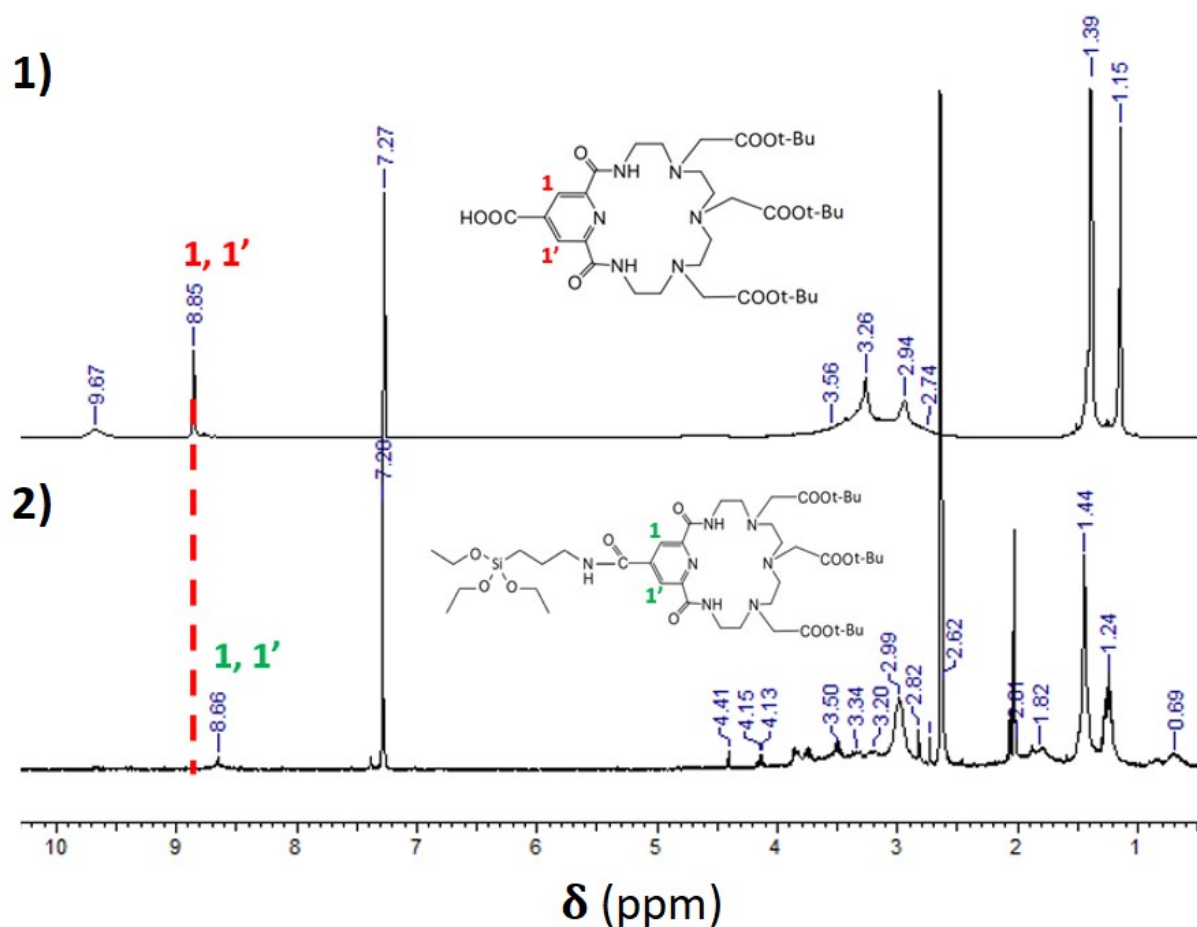 1)
9.67
8.85
7.27
3.56
3.26
2.94
2.74
1.39
1.15
1, 1’
HOOC
1
1’
O
O
N
NH
NH
N
N
N
COOt-Bu
COOt-Bu
COOt-Bu
2)
8.66
7.20
4.41
4.15
4.13
3.50
3.34
3.20
2.99
2.82
2.62
2.01
1.82
1.44
1.24
0.69
1, 1’
O
Si
O
O
N
H
O
C
1
1’
O
O
N
NH
NH
N
N
N
COOt-Bu
COOt-Bu
COOt-Bu
10 9 8 7 6 5 4 3 2 1
δ (ppm)